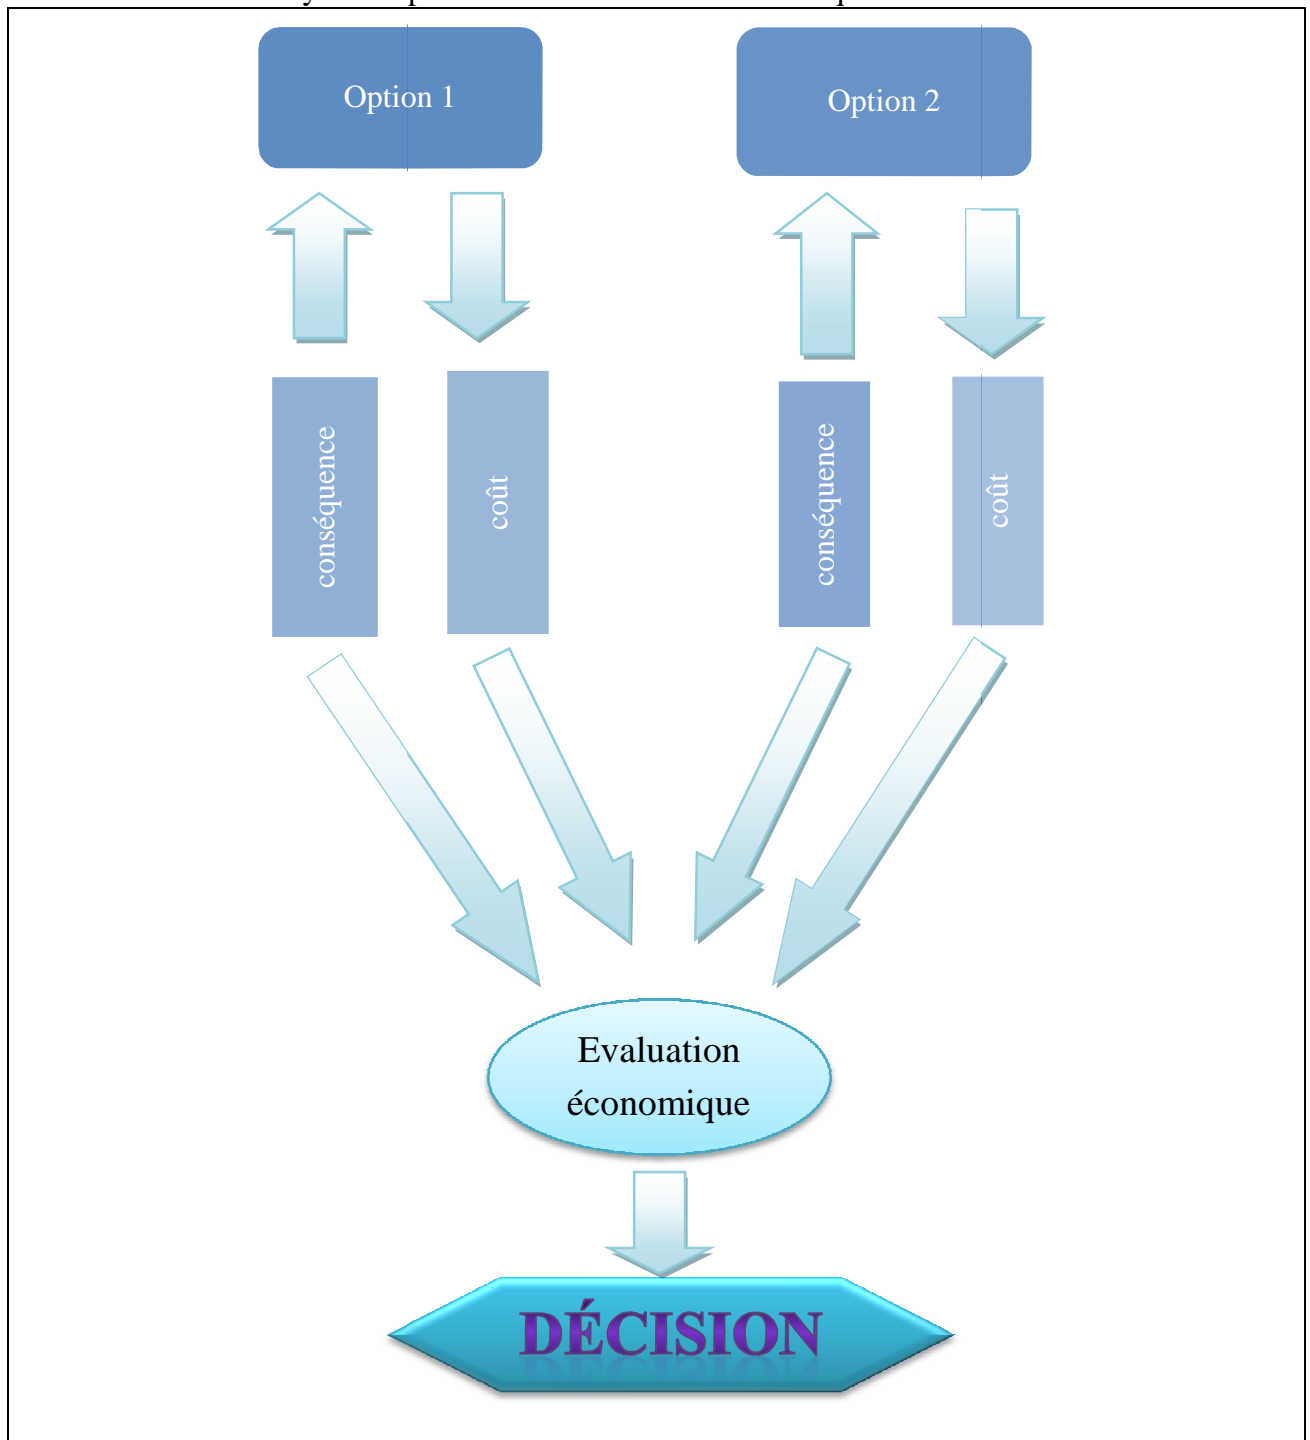 Option 1
Option 2
conséquence
coût
conséquence
coût
Evaluation
économique
DÉCISION